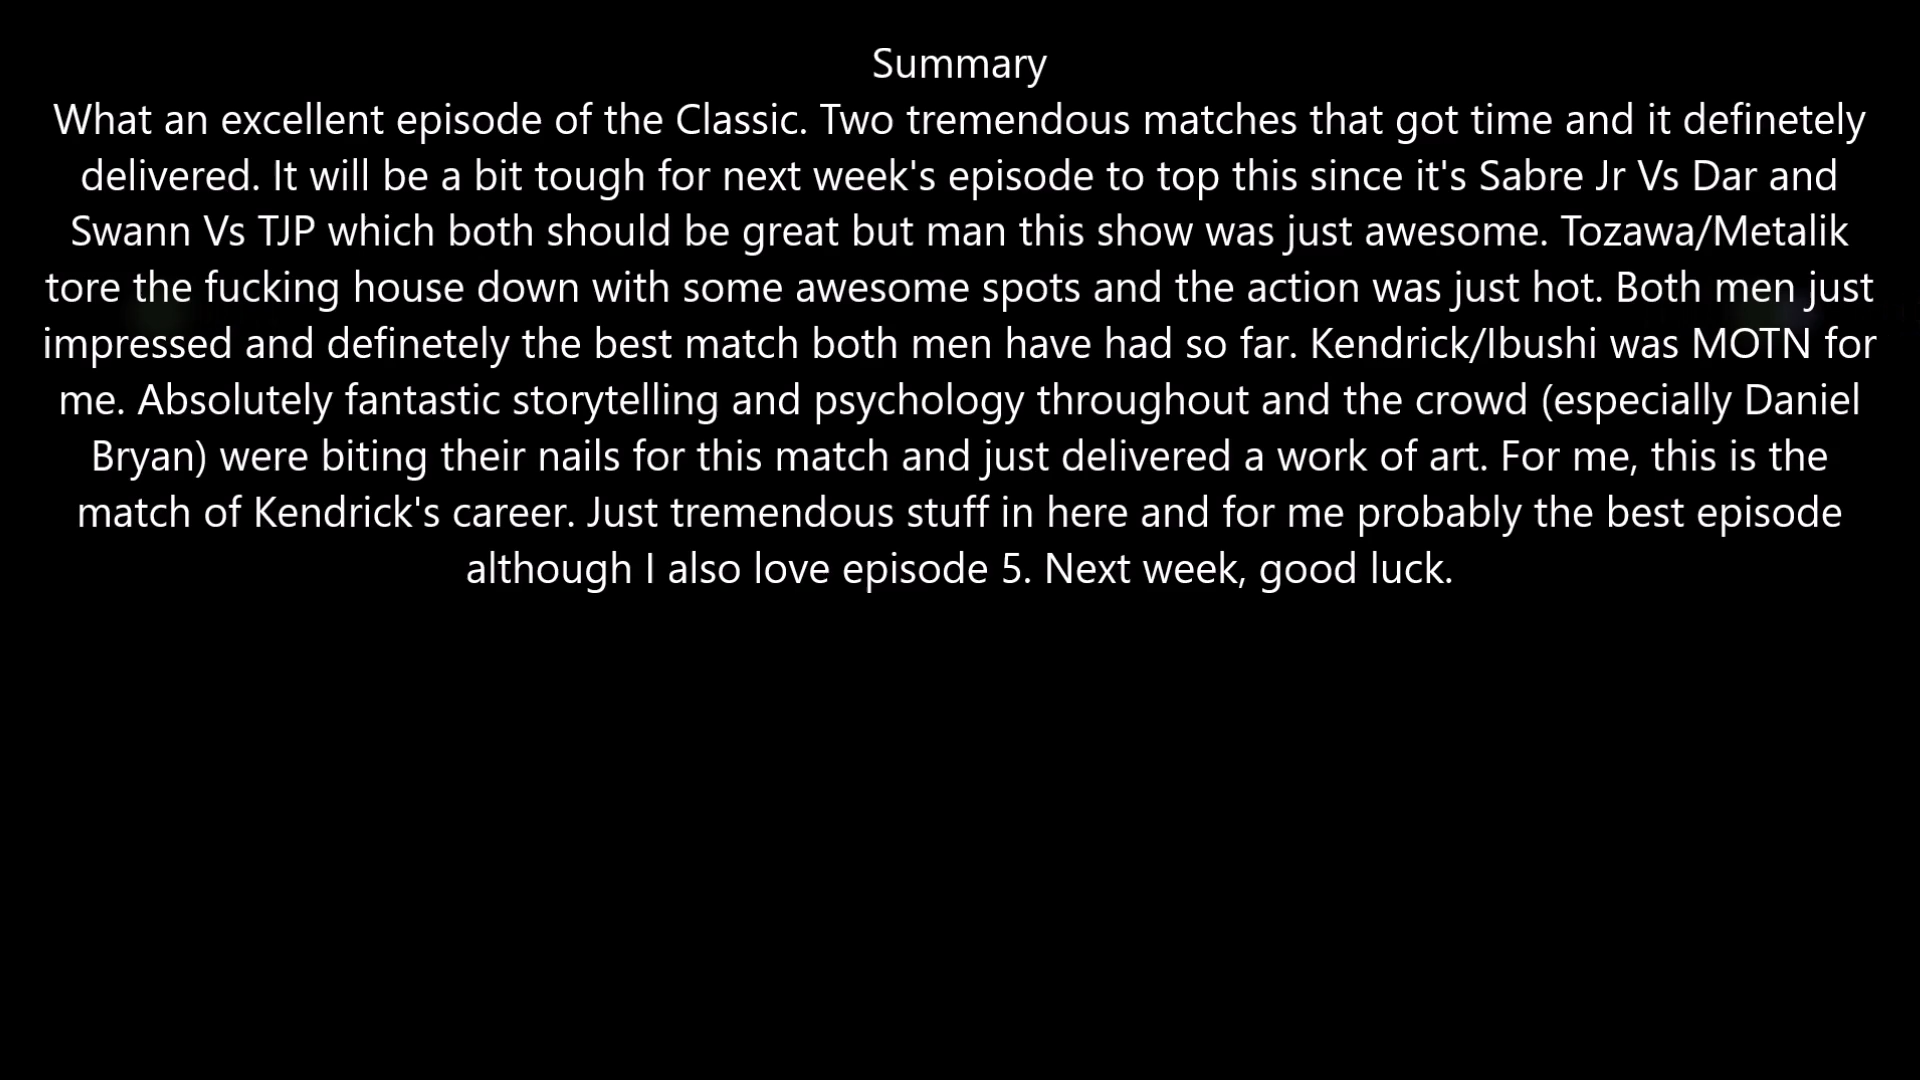 Summary
What an excellent episode of the Classic. Two tremendous matches that got time and it definetely
delivered. It will be a bit tough for next week's episode to top this since it's Sabre Jr Vs Dar and
Swann Vs TJP which both should be great but man this show was just awesome. Tozawa/Metalik
tore the fucking house down with some awesome spots and the action was just hot. Both men just
impressed and definetely the best match both men have had so far. Kendrick/Ibushi was MOTN for
me. Absolutely fantastic storytelling and psychology throughout and the crowd (especially Daniel
Bryan) were biting their nails for this match and just delivered a work of art. For me, this is the
match of Kendrick's career. Just tremendous stuff in here and for me probably the best episode
although I also love episode 5. Next week, good luck.